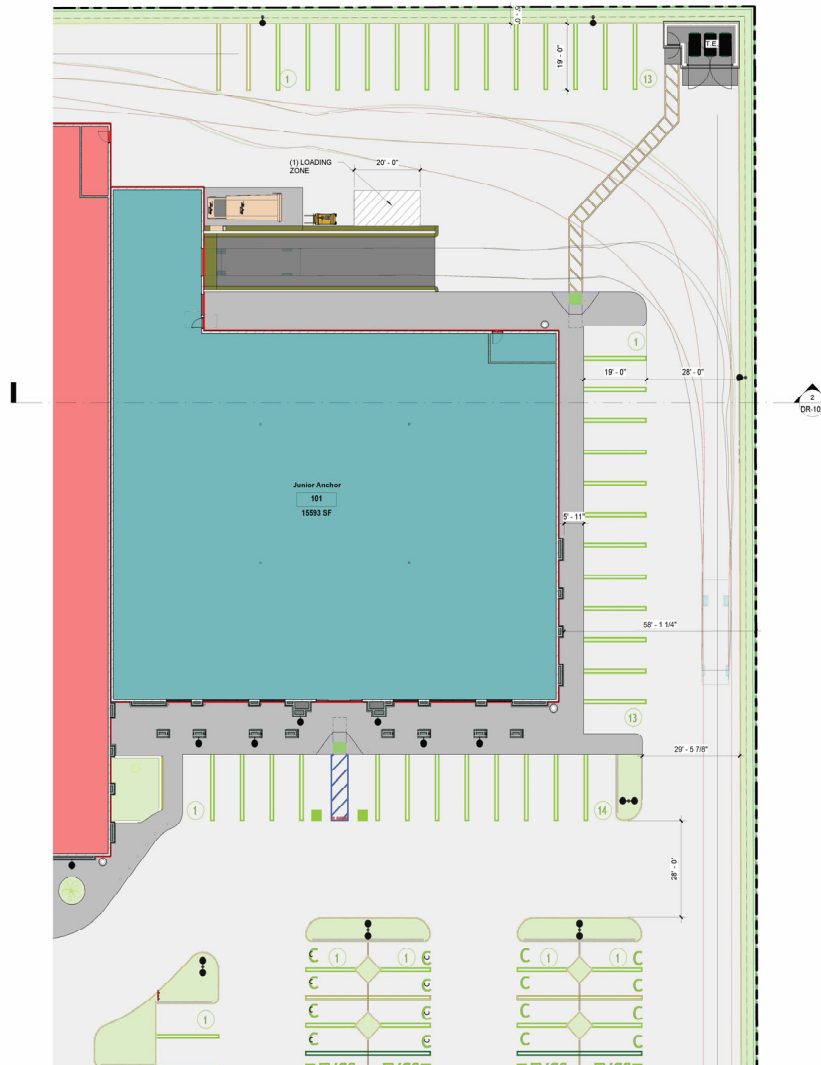 19' - 0"
1
13
T.E.
(1) LOADING
ZONE
20' - 0"
1
19' - 0"
28' - 0"
2
DR-10
Junior Anchor
101
15593 SF
5' - 11"
58' - 1 1/4"
13
29' - 5 7/8"
1
14
28' - 0"
C 1 1 C
C 1 1 C
C C
C C
C C
C C
1
C C
C C